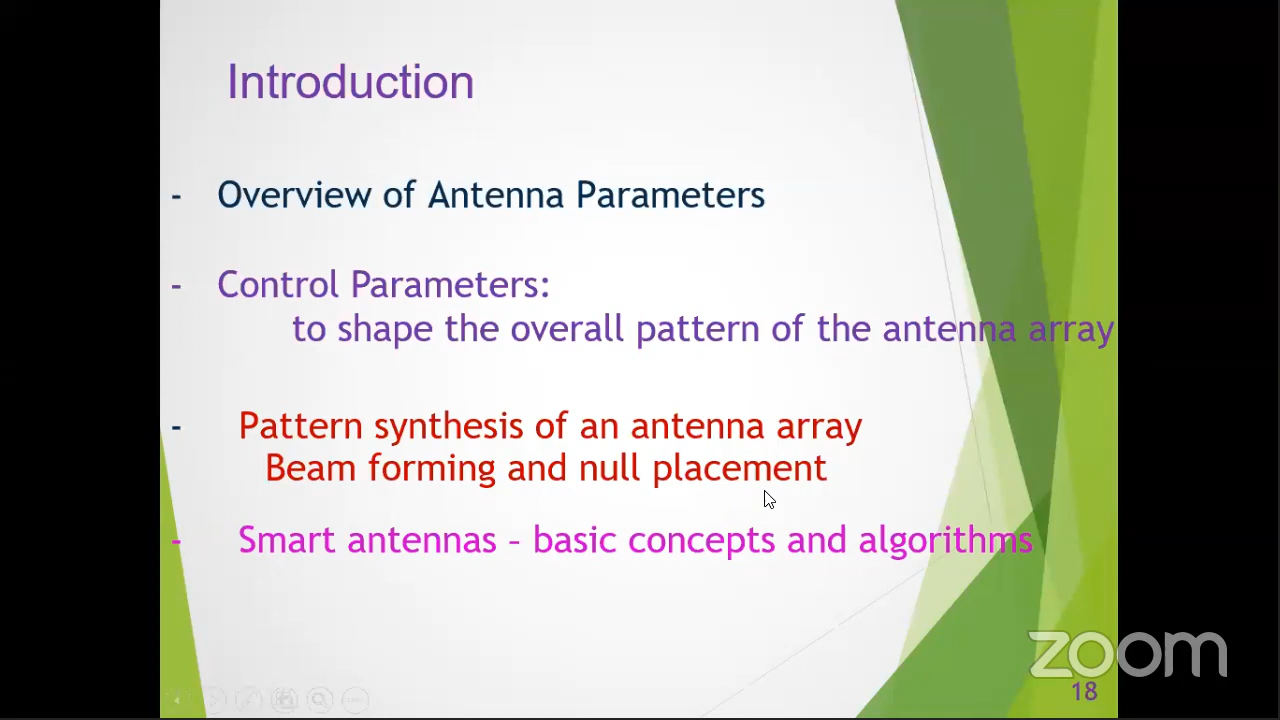 Introduction
- Overview of Antenna Parameters
- Control Parameters:
to shape the overall pattern of the antenna array
- Pattern synthesis of an antenna array
Beam forming and null placement
- Smart antennas – basic concepts and algorithms
zoom
18